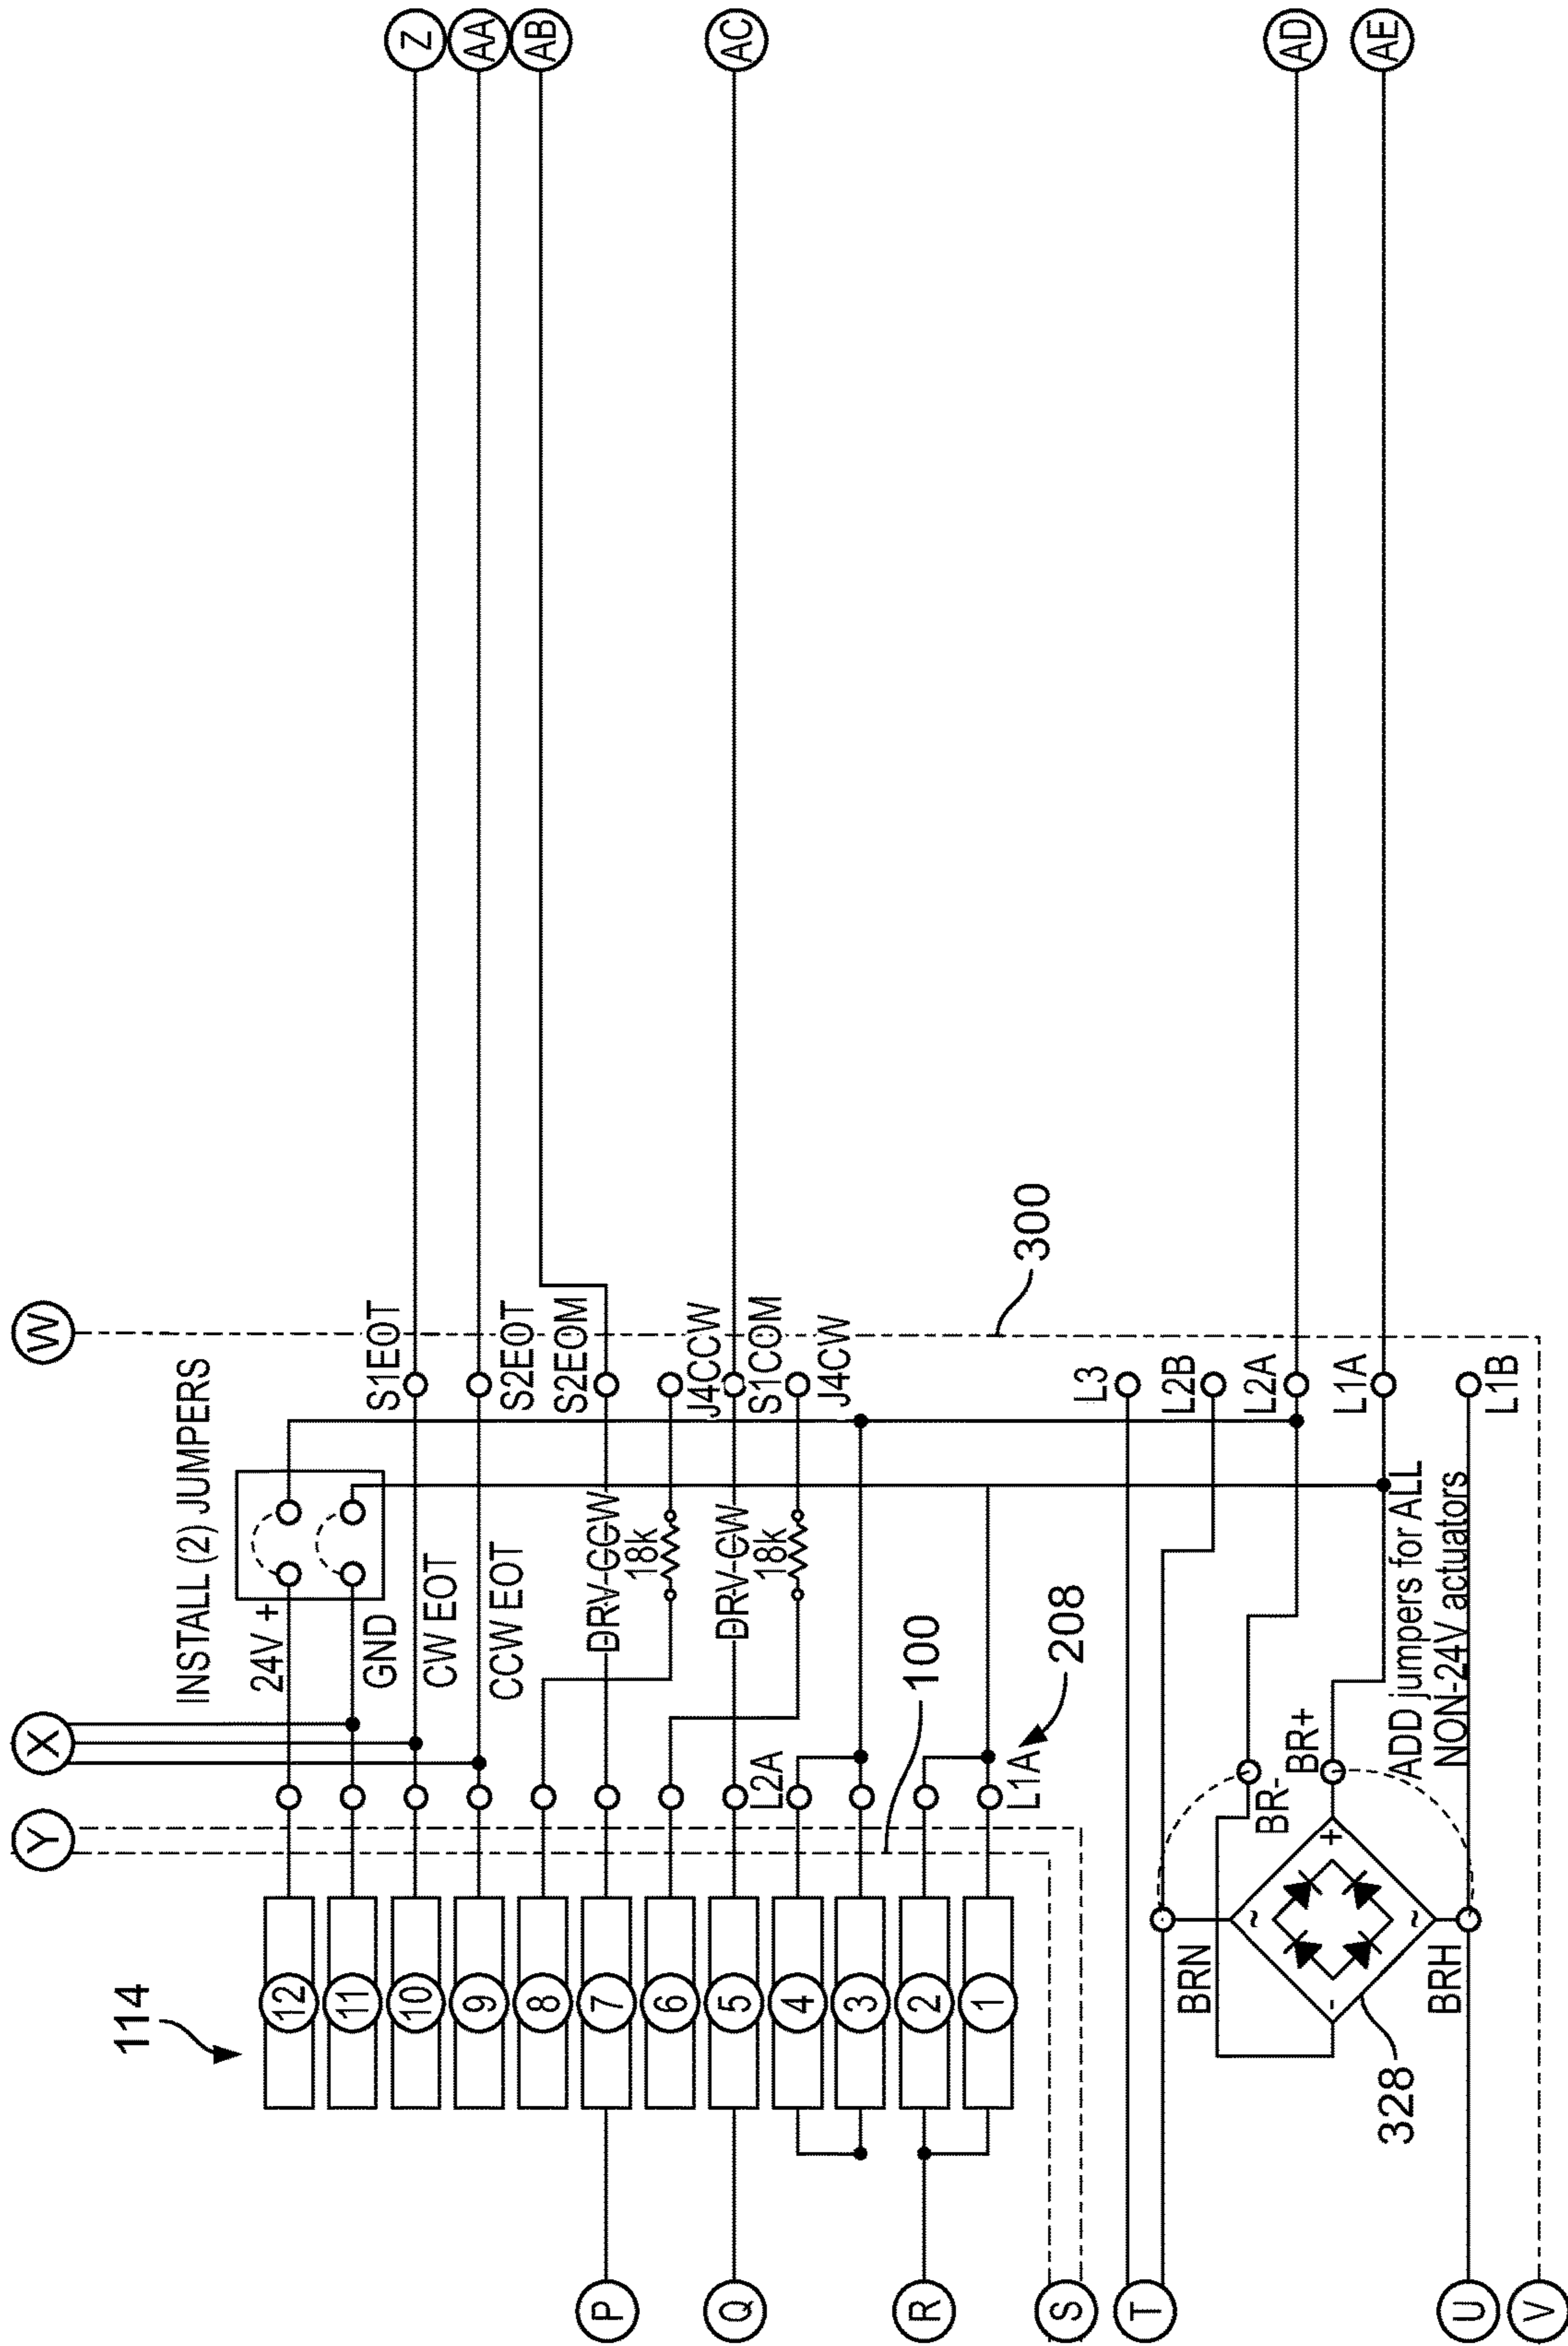 Z
AA
AB
AC
AD
AE
W
300
INSTALL (2) JUMPERS
S1EOT
S2EOT
S2EOM
J4CCW
S1COM
J4CW
L3
L2B
L2A
L1A
L1B
24V +
GND
CW EOT
CCW EOT
DRV-CCW
18k
DRV-CW
18k
100
208
ADD jumpers for ALL
NON-24V actuators
X
L2A
L1A
BR-
BR+
Y
114
12
11
10
9
8
7
6
5
4
3
2
1
BRN
BRH
~
~
+
-
328
P
Q
R
S
T
U
V